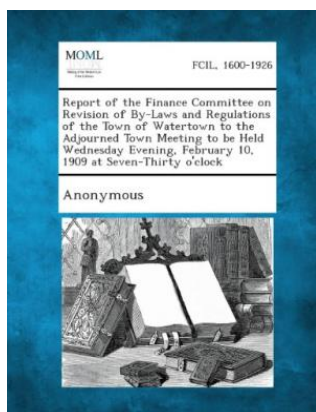 MOML
FCIL, 1600-1926
Report of the Finance Committee on
Revision of By-Laws and Regulations
of the Town of Watertown to the
Adjourned Town Meeting to be Held
Wednesday Evening, February 10,
1909 at Seven-Thirty o'clock
Anonymous